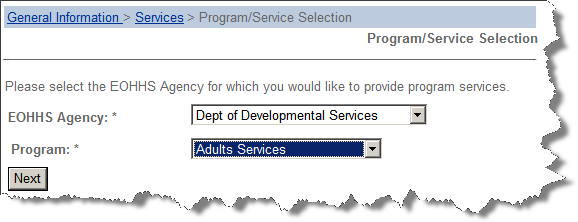 General Information > Services > Program/Service Selection
Program/Service Selection
Please select the EOHHS Agency for which you would like to provide program services.
EOHHS Agency: * Dept of Developmental Services
Program: * Adults Services
Next